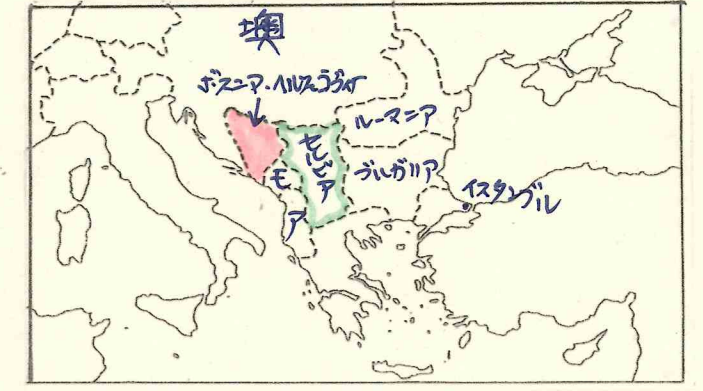 墺
ボスニア・ヘルツェゴヴィナ
ルーマニア
セルビア
モ
ブルガリア
イスタンブル
ア